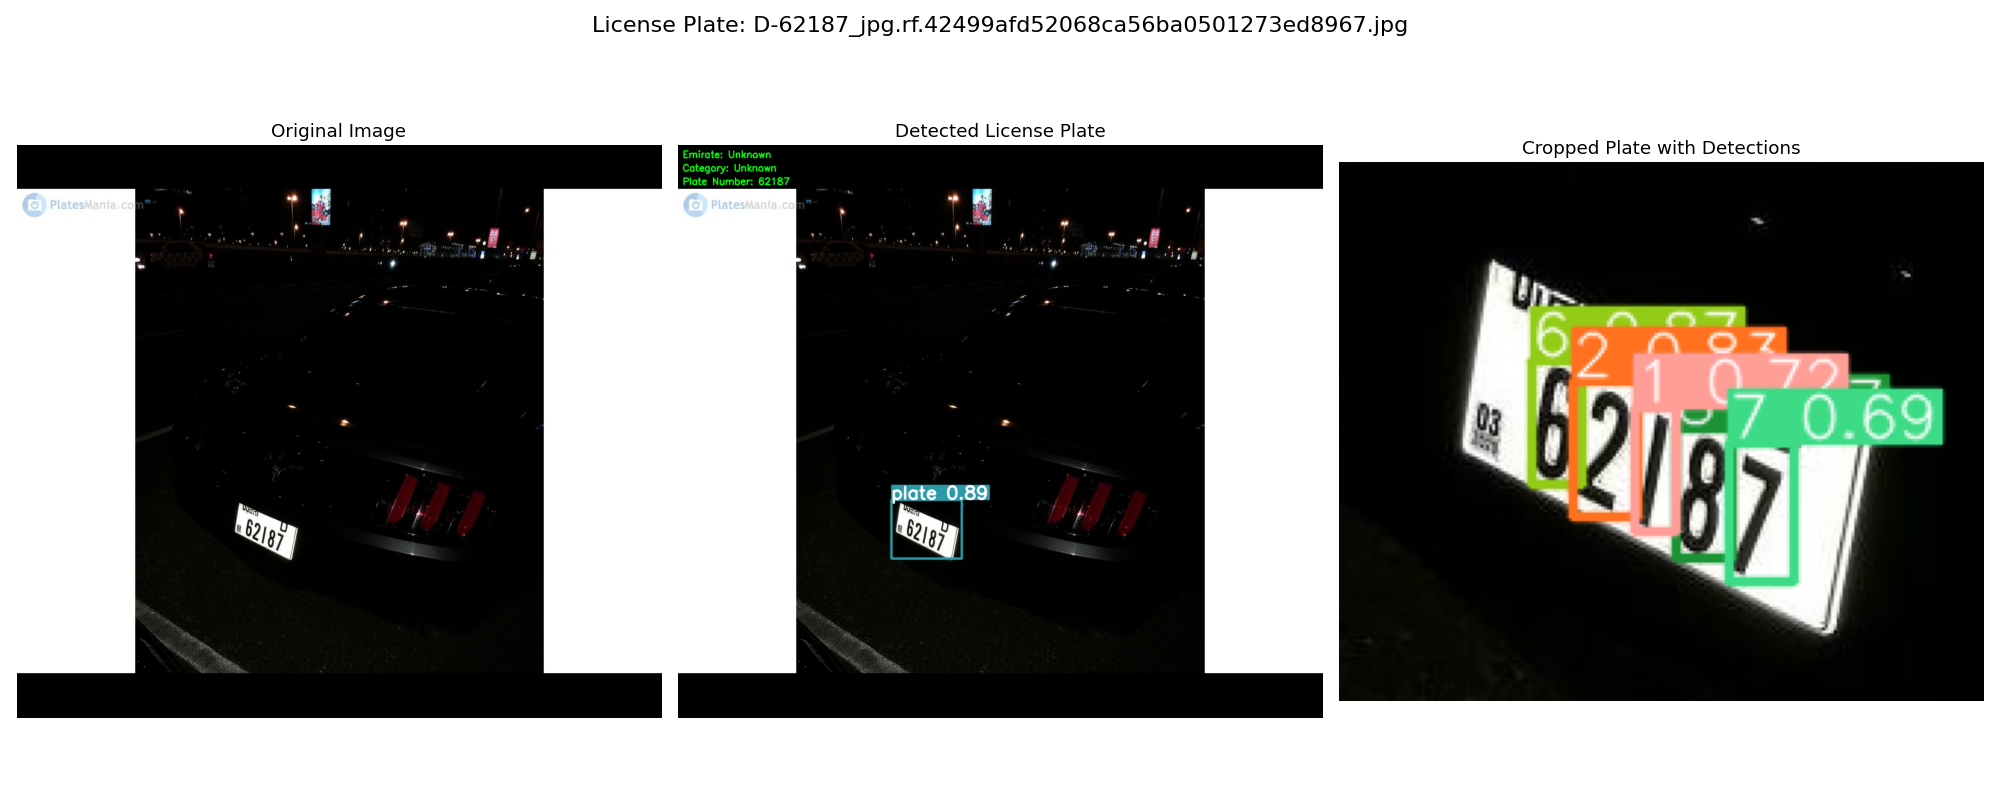 License Plate: D-62187_jpg.rf.42499afd52068ca56ba0501273ed8967.jpg
Original Image
PlatesMania.com
D
62187
Detected License Plate
Emirate: Unknown
Category: Unknown
Plate Number: 62187
PlatesMania.com
plate 0.89
D
62187
Cropped Plate with Detections
6 0.87
2 0.83
1 0.72
7 0.69
03
62187